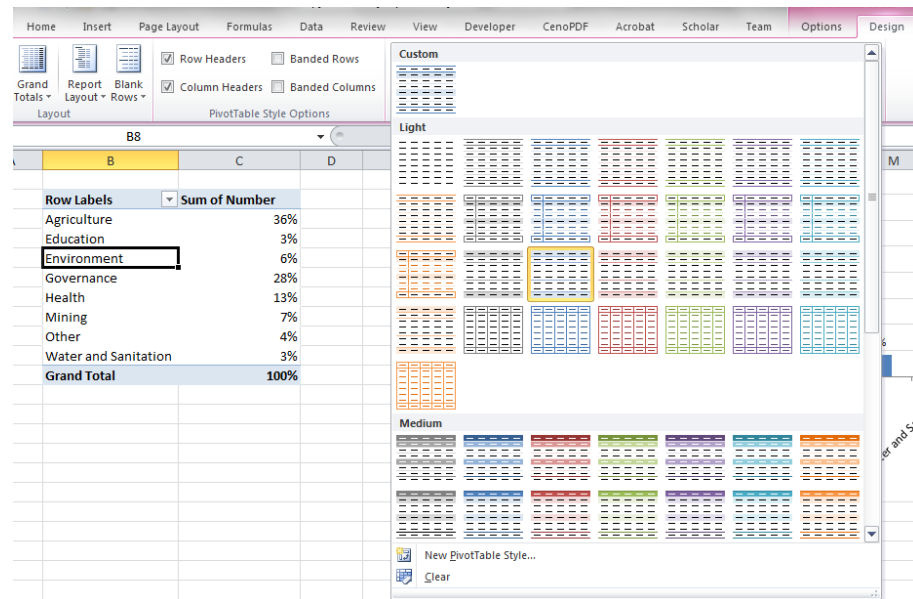 Home Insert Page Layout Formulas Data Review View Developer CenoPDF Acrobat Scholar Team Options Design
Grand Totals Report Layout Blank Rows
Row Headers Banded Rows
Column Headers Banded Columns
Layout PivotTable Style Options
B8
B C D M
Row Labels Sum of Number
Agriculture 36%
Education 3%
Environment 6%
Governance 28%
Health 13%
Mining 7%
Other 4%
Water and Sanitation 3%
Grand Total 100%
Custom
Light
Medium
New PivotTable Style...
Clear